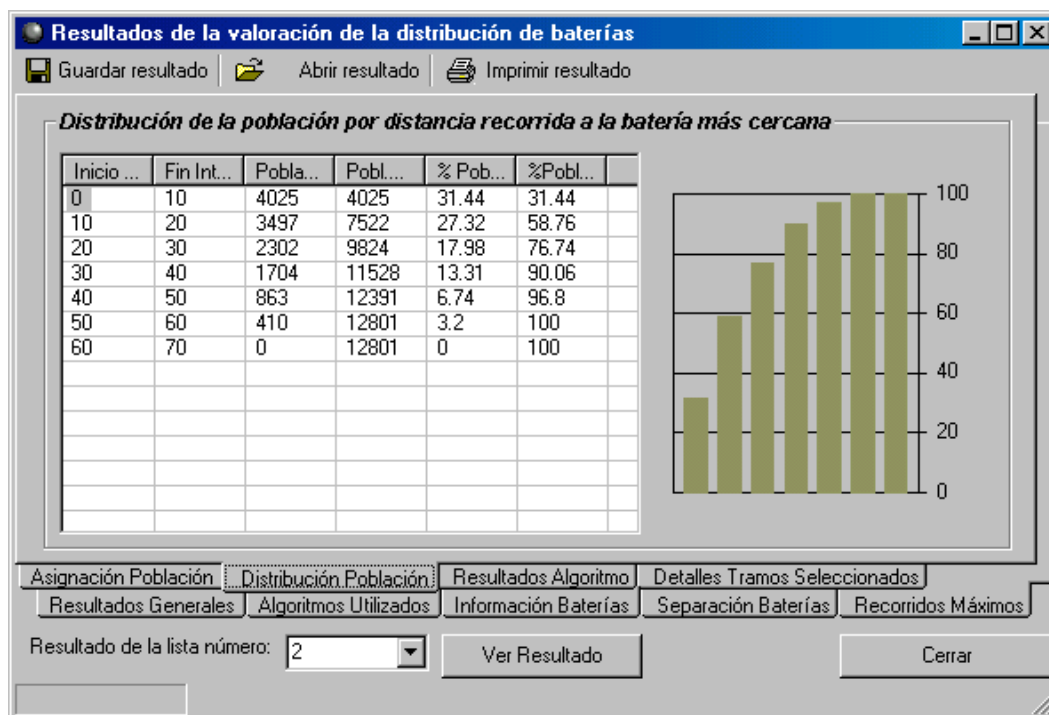 Resultados de la valoración de la distribución de baterías
Guardar resultado Abrir resultado Imprimir resultado
Distribución de la población por distancia recorrida a la batería más cercana
Inicio ... Fin Int... Pobla... Pobl.... % Pob... %Pobl...
0 10 4025 4025 31.44 31.44
10 20 3497 7522 27.32 58.76
20 30 2302 9824 17.98 76.74
30 40 1704 11528 13.31 90.06
40 50 863 12391 6.74 96.8
50 60 410 12801 3.2 100
60 70 0 12801 0 100
100
80
60
40
20
0
Asignación Población Distribución Población Resultados Algoritmo Detalles Tramos Seleccionados
Resultados Generales Algoritmos Utilizados Información Baterías Separación Baterías Recorridos Máximos
Resultado de la lista número: 2 Ver Resultado Cerrar